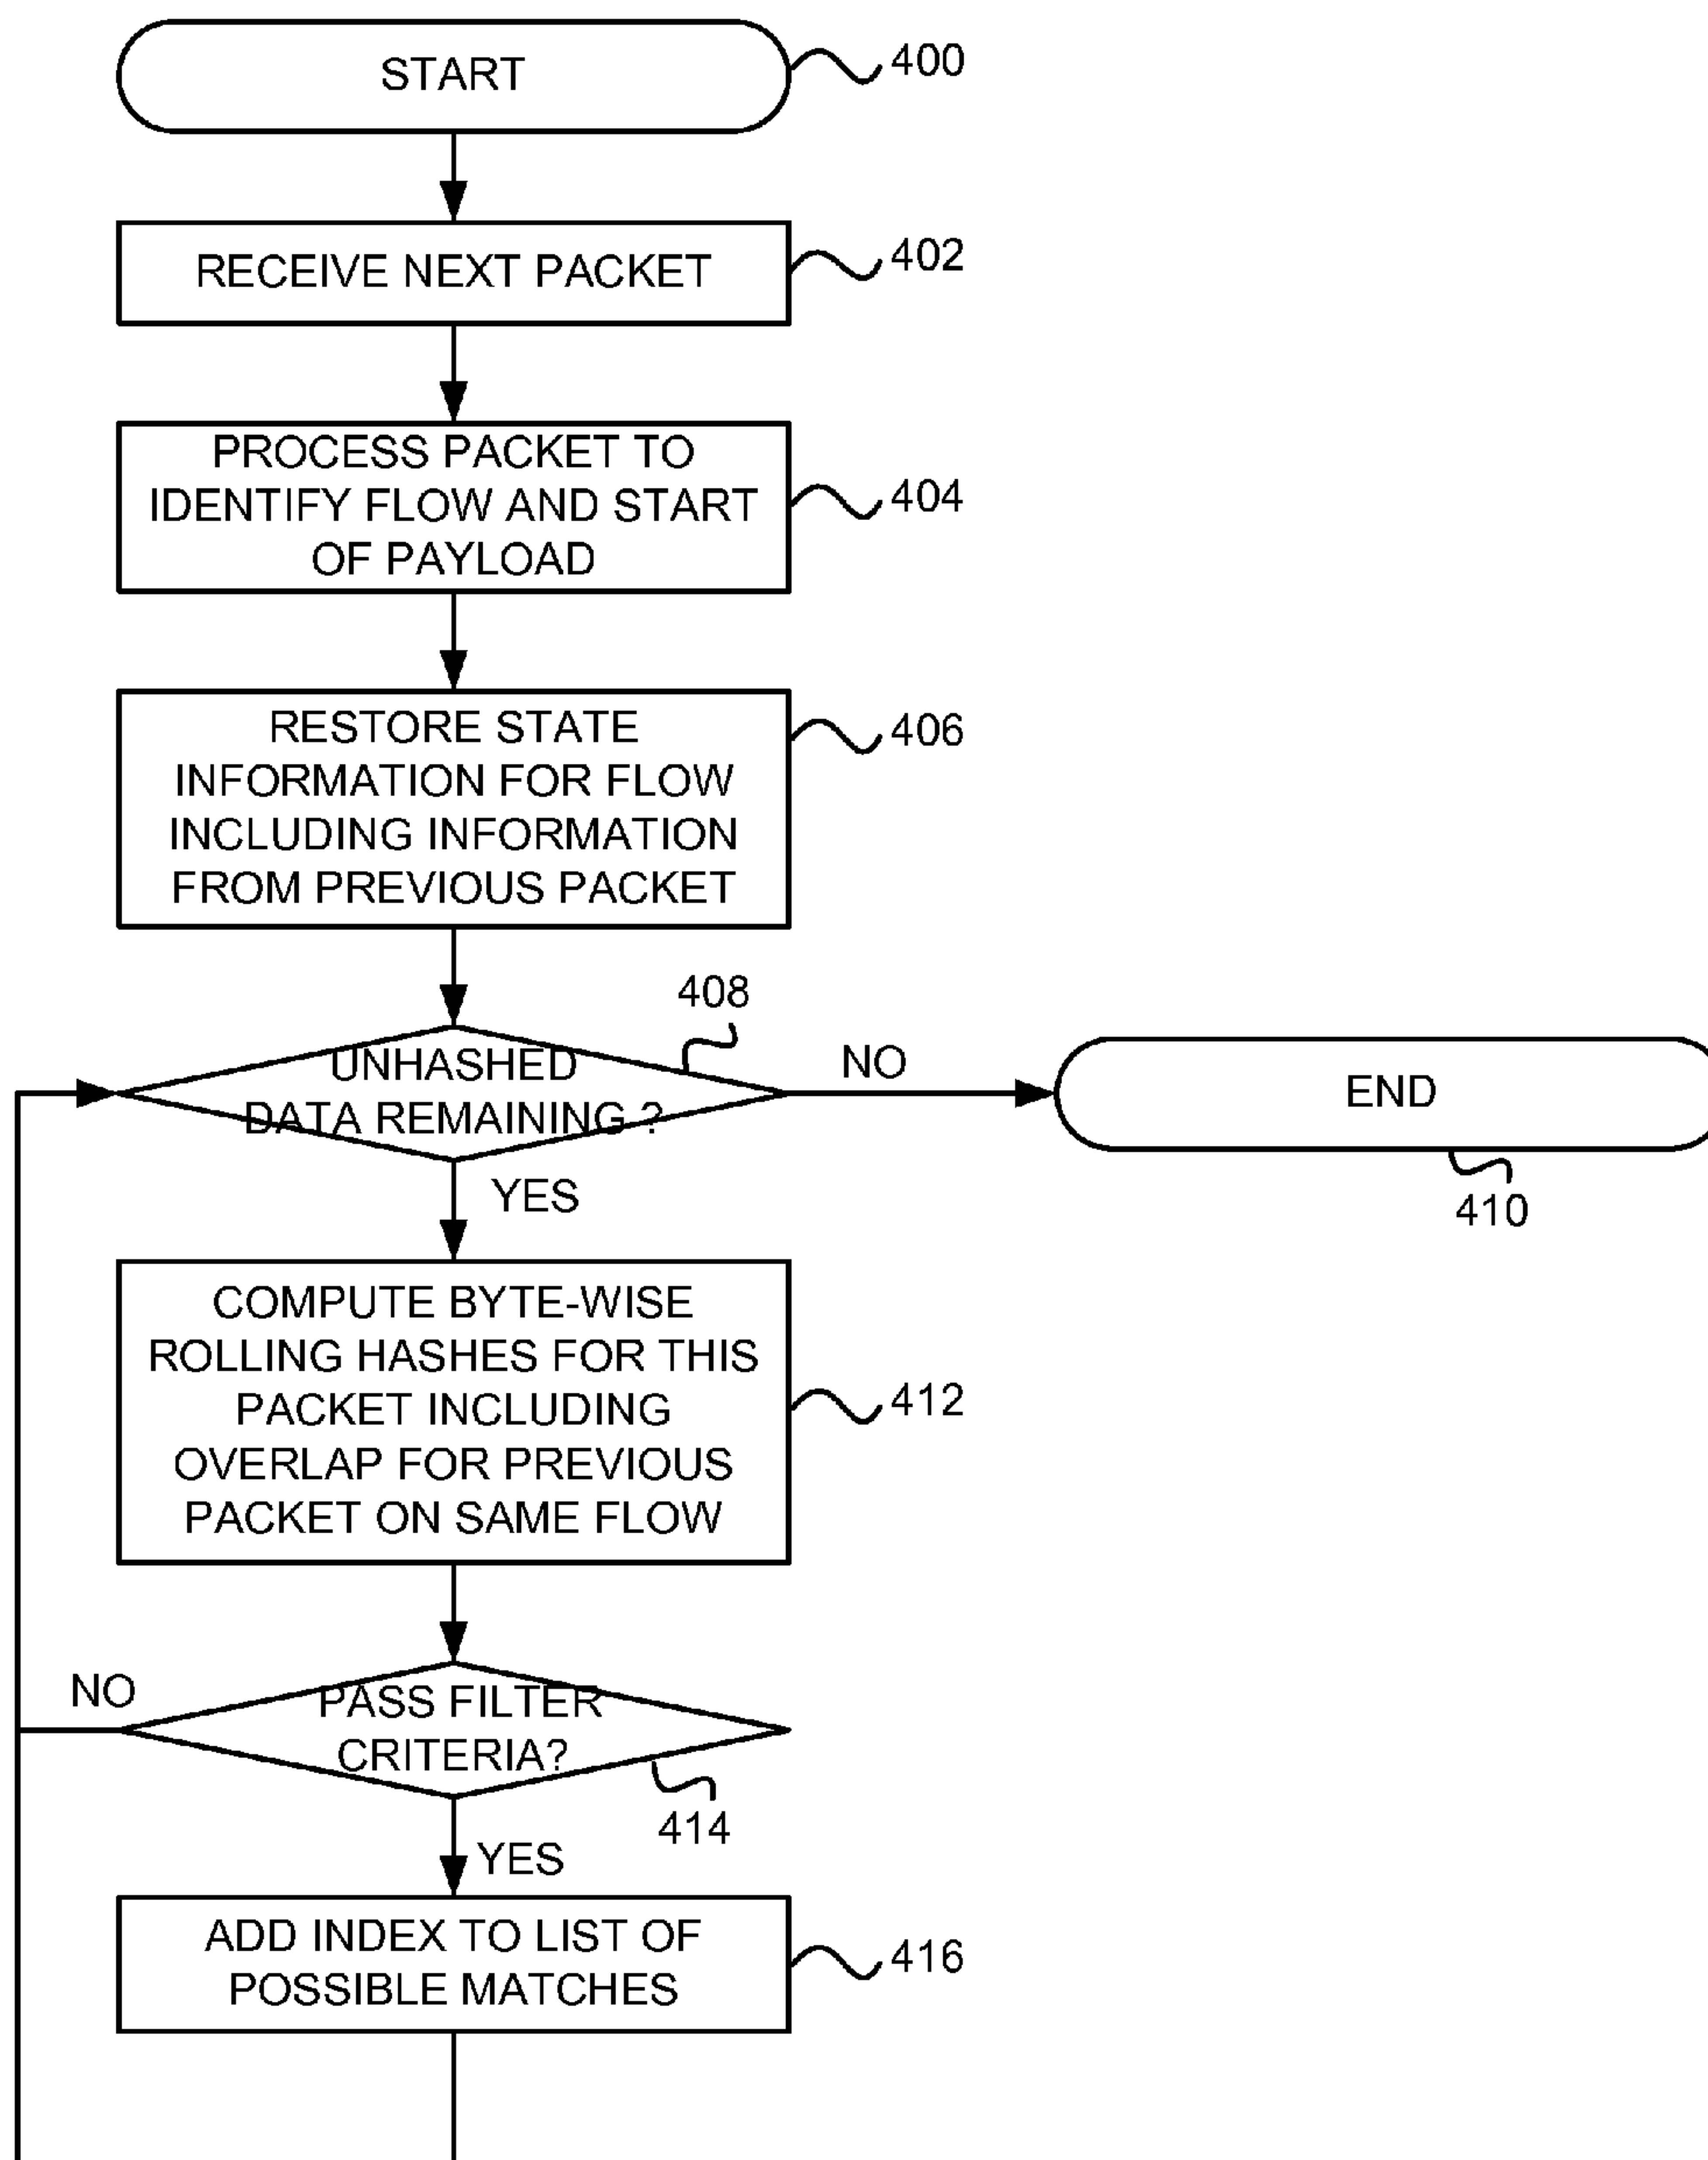 START
400
RECEIVE NEXT PACKET
402
PROCESS PACKET TO
IDENTIFY FLOW AND START
OF PAYLOAD
404
RESTORE STATE
INFORMATION FOR FLOW
INCLUDING INFORMATION
FROM PREVIOUS PACKET
406
408
UNHASHED
DATA REMAINING ?
NO
END
410
YES
COMPUTE BYTE-WISE
ROLLING HASHES FOR THIS
PACKET INCLUDING
OVERLAP FOR PREVIOUS
PACKET ON SAME FLOW
412
NO
PASS FILTER
CRITERIA?
414
YES
ADD INDEX TO LIST OF
POSSIBLE MATCHES
416